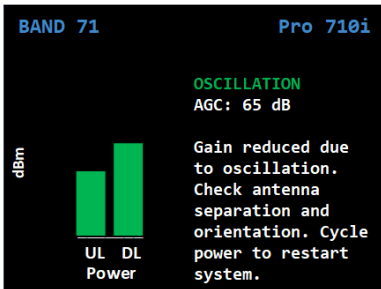 BAND 71
Pro 710i
OSCILLATION
AGC: 65 dB
Gain reduced due
to oscillation.
Check antenna
separation and
orientation. Cycle
power to restart
system.
dBm
UL DL
Power